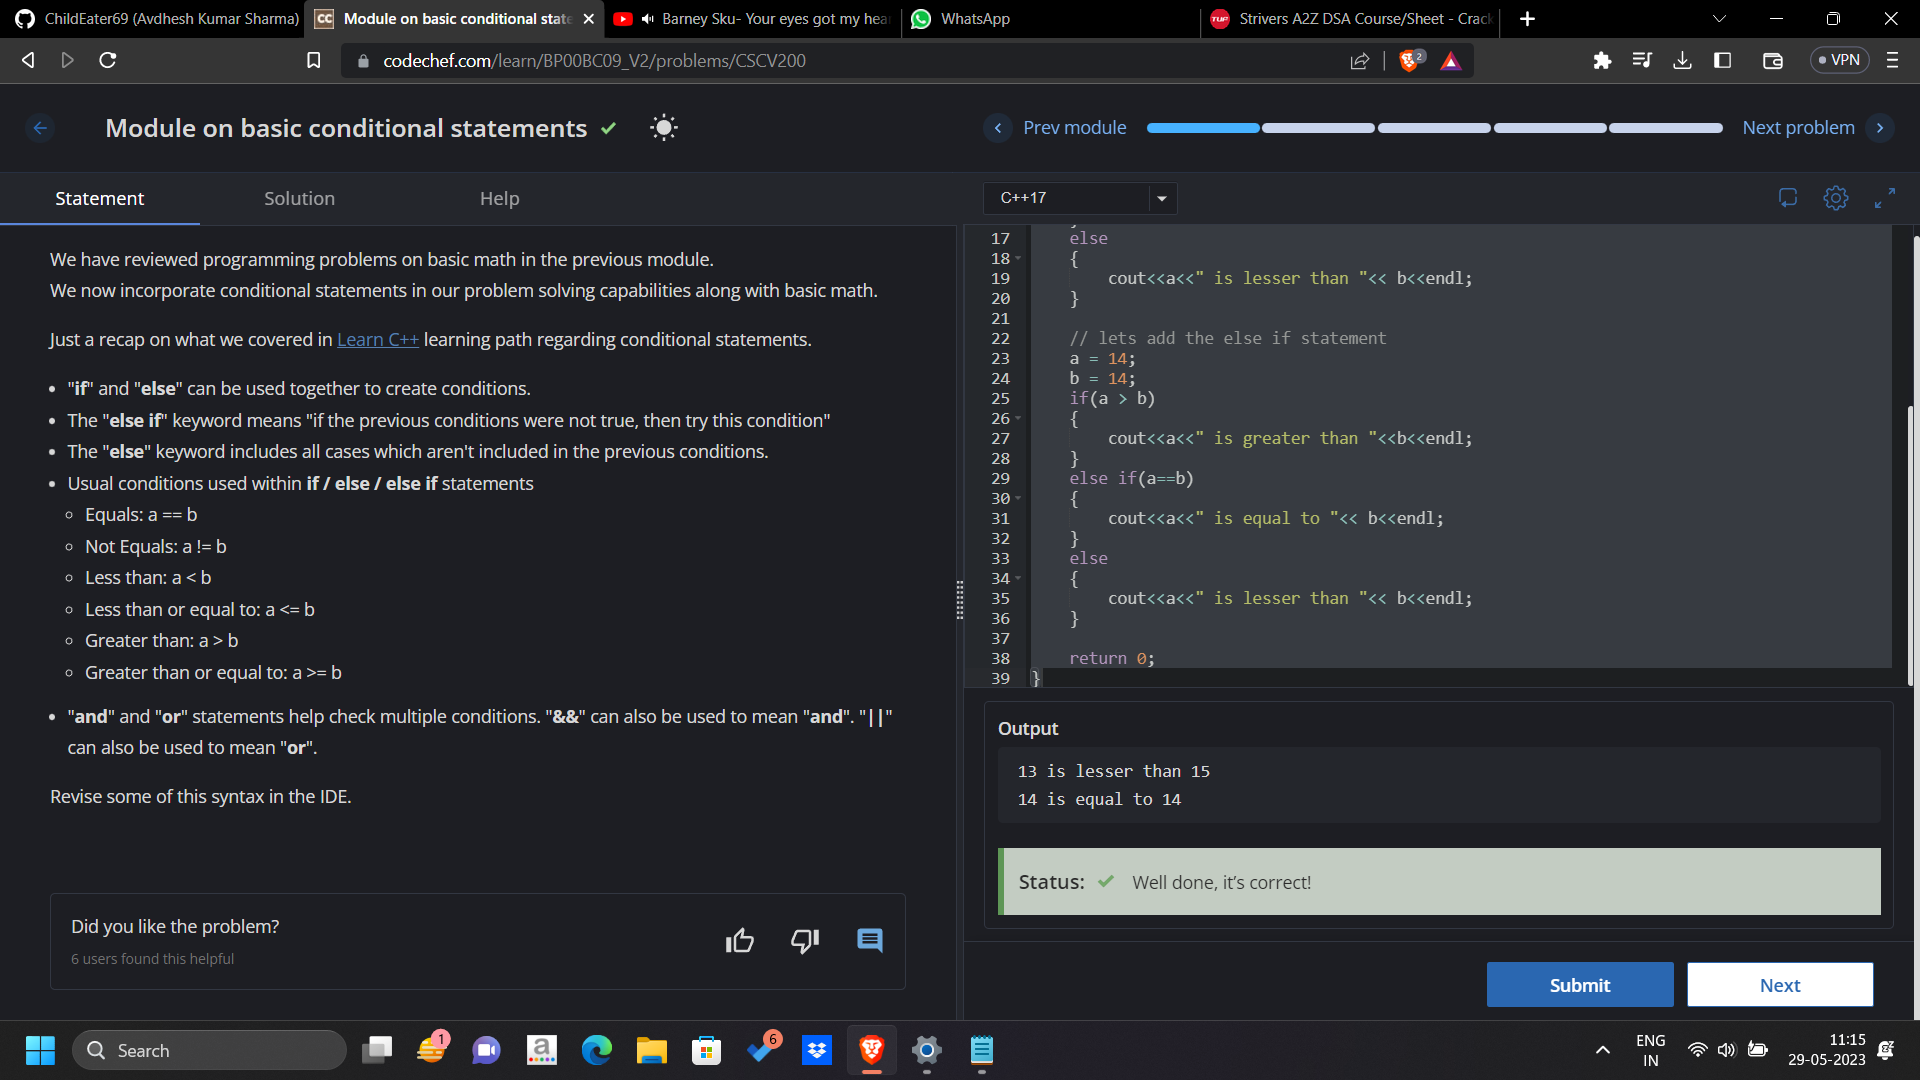 ChildEater69 (Avdhesh Kumar Sharma)
CC Module on basic conditional state
Barney Sku- Your eyes got my hea
WhatsApp
TUF Strivers A2Z DSA Course/Sheet - Crack
codechef.com/learn/BP00BC09_V2/problems/CSCV200
2
VPN
Module on basic conditional statements
Prev module
Next problem
Statement
Solution
Help
We have reviewed programming problems on basic math in the previous module.
We now incorporate conditional statements in our problem solving capabilities along with basic math.
Just a recap on what we covered in Learn C++ learning path regarding conditional statements.
• "if" and "else" can be used together to create conditions.
• The "else if" keyword means "if the previous conditions were not true, then try this condition"
• The "else" keyword includes all cases which aren't included in the previous conditions.
• Usual conditions used within if / else / else if statements
◦ Equals: a == b
◦ Not Equals: a != b
◦ Less than: a < b
◦ Less than or equal to: a <= b
◦ Greater than: a > b
◦ Greater than or equal to: a >= b
• "and" and "or" statements help check multiple conditions. "&&" can also be used to mean "and". "||"
can also be used to mean "or".
Revise some of this syntax in the IDE.
Did you like the problem?
6 users found this helpful
C++17
17 else
18 {
19 cout<<a<<" is lesser than "<< b<<endl;
20 }
21
22 // lets add the else if statement
23 a = 14;
24 b = 14;
25 if(a > b)
26 {
27 cout<<a<<" is greater than "<<b<<endl;
28 }
29 else if(a==b)
30 {
31 cout<<a<<" is equal to "<< b<<endl;
32 }
33 else
34 {
35 cout<<a<<" is lesser than "<< b<<endl;
36 }
37
38 return 0;
39 }
Output
13 is lesser than 15
14 is equal to 14
Status: Well done, it's correct!
Submit
Next
Search
1
a
6
ENG
IN
11:15
29-05-2023